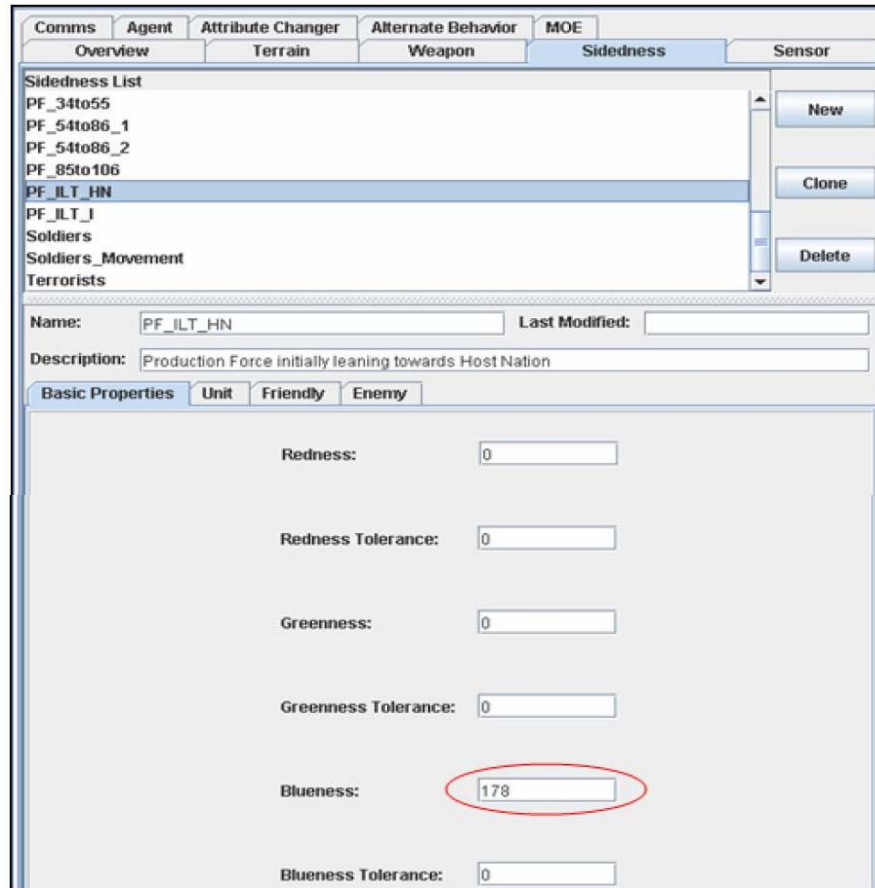 Comms Agent Attribute Changer Alternate Behavior MOE
Overview Terrain Weapon Sidedness Sensor
Sidedness List
PF_34to55
PF_54to86_1
PF_54to86_2
PF_85to106
PF_ILT_HN
PF_ILT_I
Soldiers
Soldiers_Movement
Terrorists
New
Clone
Delete
Name: PF_ILT_HN Last Modified:
Description: Production Force initially leaning towards Host Nation
Basic Properties Unit Friendly Enemy
Redness: 0
Redness Tolerance: 0
Greenness: 0
Greenness Tolerance: 0
Blueness: 178
Blueness Tolerance: 0